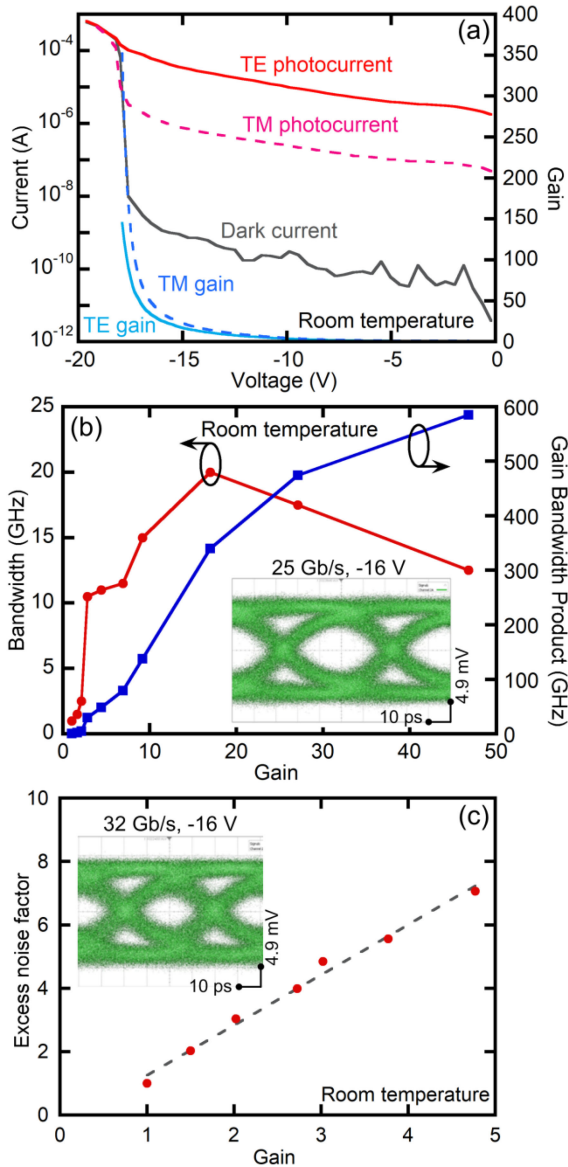 (a)
Current (A)
10-4
10-6
10-8
10-10
10-12
TE photocurrent
TM photocurrent
Dark current
TM gain
TE gain
Room temperature
400
350
300
250
200
150
100
50
0
Gain
-20 -15 -10 -5 0
Voltage (V)
(b)
Room temperature
Bandwidth (GHz)
25
20
15
10
5
0
25 Gb/s, -16 V
4.9 mV
10 ps
600
500
400
300
200
100
0
Gain Bandwidth Product (GHz)
0 10 20 30 40 50
Gain
(c)
Excess noise factor
10
8
6
4
2
0
32 Gb/s, -16 V
4.9 mV
10 ps
Room temperature
0 1 2 3 4 5
Gain